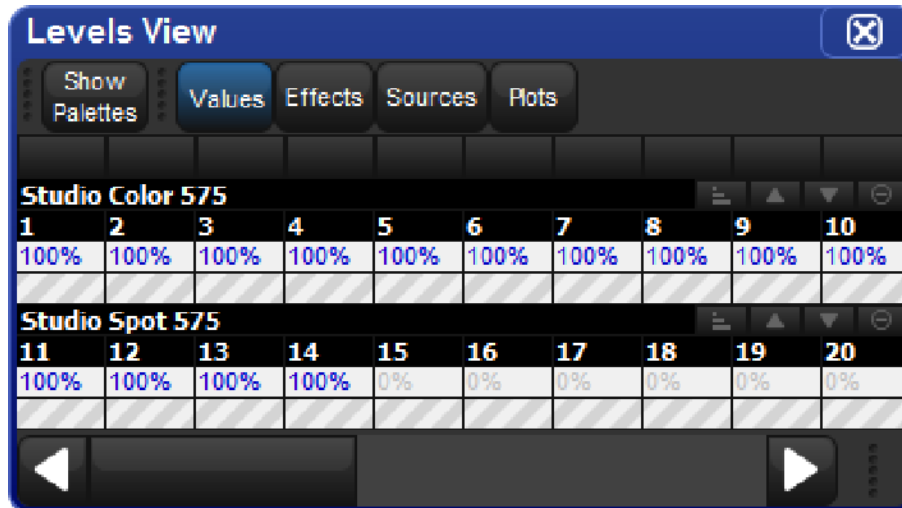 Levels View
Show Palettes Values Effects Sources Plots
Studio Color 575
1 2 3 4 5 6 7 8 9 10
100% 100% 100% 100% 100% 100% 100% 100% 100% 100%
Studio Spot 575
11 12 13 14 15 16 17 18 19 20
100% 100% 100% 100% 0% 0% 0% 0% 0% 0%